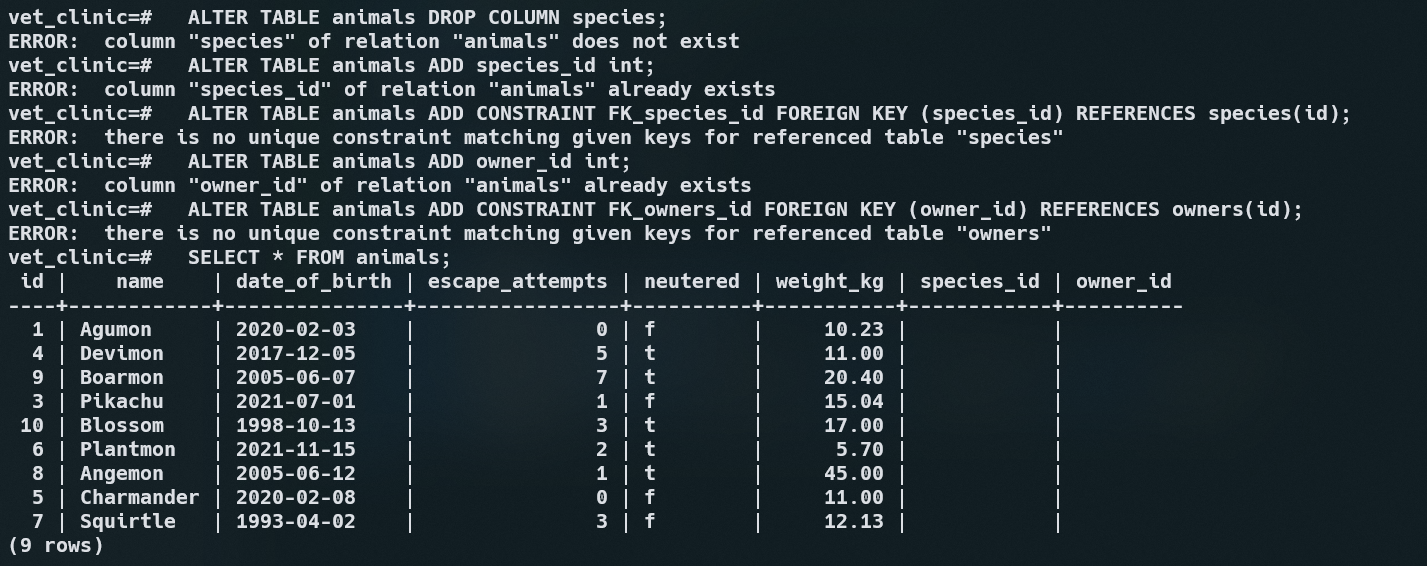 vet_clinic=#   ALTER TABLE animals DROP COLUMN species;
ERROR:  column "species" of relation "animals" does not exist
vet_clinic=#   ALTER TABLE animals ADD species_id int;
ERROR:  column "species_id" of relation "animals" already exists
vet_clinic=#   ALTER TABLE animals ADD CONSTRAINT FK_species_id FOREIGN KEY (species_id) REFERENCES species(id);
ERROR:  there is no unique constraint matching given keys for referenced table "species"
vet_clinic=#   ALTER TABLE animals ADD owner_id int;
ERROR:  column "owner_id" of relation "animals" already exists
vet_clinic=#   ALTER TABLE animals ADD CONSTRAINT FK_owners_id FOREIGN KEY (owner_id) REFERENCES owners(id);
ERROR:  there is no unique constraint matching given keys for referenced table "owners"
vet_clinic=#   SELECT * FROM animals;
 id |    name    | date_of_birth | escape_attempts | neutered | weight_kg | species_id | owner_id
----+------------+---------------+-----------------+----------+-----------+------------+----------
  1 | Agumon     | 2020-02-03    |               0 | f        |     10.23 |            |
  4 | Devimon    | 2017-12-05    |               5 | t        |     11.00 |            |
  9 | Boarmon    | 2005-06-07    |               7 | t        |     20.40 |            |
  3 | Pikachu    | 2021-07-01    |               1 | f        |     15.04 |            |
 10 | Blossom    | 1998-10-13    |               3 | t        |     17.00 |            |
  6 | Plantmon   | 2021-11-15    |               2 | t        |      5.70 |            |
  8 | Angemon    | 2005-06-12    |               1 | t        |     45.00 |            |
  5 | Charmander | 2020-02-08    |               0 | f        |     11.00 |            |
  7 | Squirtle   | 1993-04-02    |               3 | f        |     12.13 |            |
(9 rows)